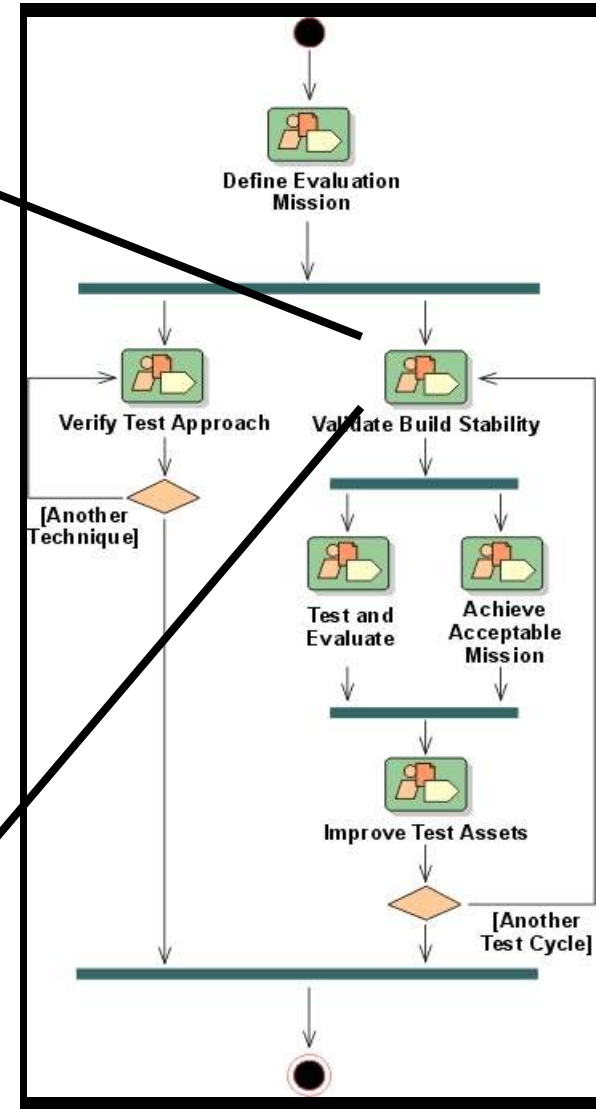 Define Evaluation
Mission
Verify Test Approach
Validate Build Stability
[Another
Technique]
Test and
Evaluate
Achieve
Acceptable
Mission
Improve Test Assets
[Another
Test Cycle]